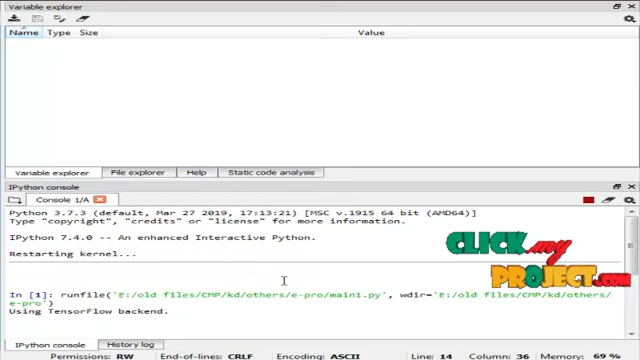 Variable explorer
Name Type Size Value
Variable explorer File explorer Help Static code analysis
IPython console
Console 1/A
Python 3.7.3 (default, Mar 27 2019, 17:13:21) [MSC v.1915 64 bit (AMD64)]
Type "copyright", "credits" or "license" for more information.
IPython 7.4.0 -- An enhanced Interactive Python.
Restarting kernel...
In [1]: runfile('E:/old files/CMP/kd/others/e-pro/main1.py', wdir='E:/old files/CMP/kd/others/
e-pro')
Using TensorFlow backend.
CLICK.my
PROJECT.com
IPython console History log
Permissions: RW End-of-lines: CRLF Encoding: ASCII Line: 14 Column: 36 Memory: 69 %